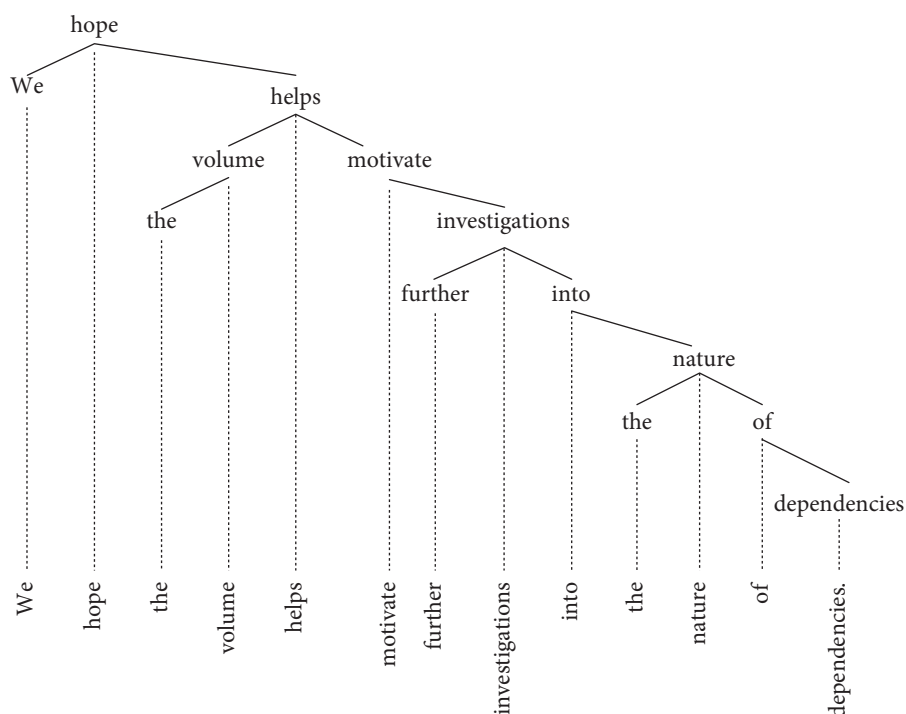 hope
We
helps
volume motivate
the investigations
further into
nature
the of
dependencies
We hope the volume helps motivate further investigations into the nature of dependencies.